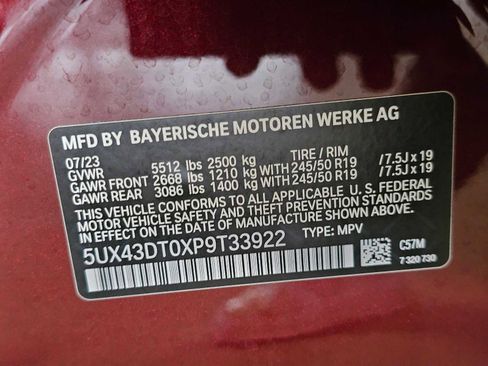 MFD BY BAYERISCHE MOTOREN WERKE AG
07/23 TIRE / RIM
GVWR 5512 lbs 2500 kg
GAWR FRONT 2668 lbs 1210 kg WITH 245/50 R19 /7.5J x 19
GAWR REAR 3086 lbs 1400 kg WITH 245/50 R19 /7.5J x 19
THIS VEHICLE CONFORMS TO ALL APPLICABLE U. S. FEDERAL
MOTOR VEHICLE SAFETY STANDARDS IN
EFFECT ON THE DATE OF MANUFACTURE SHOWN ABOVE.
5UX43DT0XP9T33922 TYPE: MPV
C57M
7 320 730